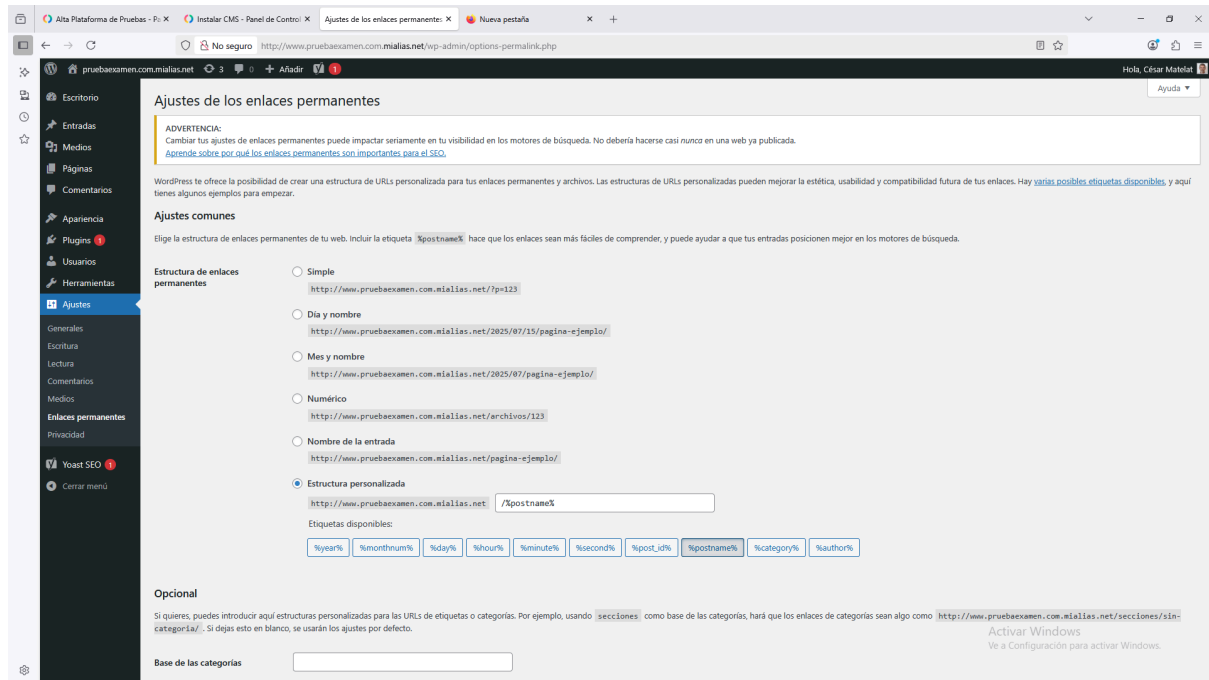 Alta Plataforma de Pruebas - Pa
Instalar CMS - Panel de Control
Ajustes de los enlaces permanentes
Nueva pestaña
No seguro
http://www.pruebaexamen.com.mialias.net/wp-admin/options-permalink.php
pruebaexamen.com.mialias.net
3
0
Añadir
1
Hola, César Matelat
Ayuda
Escritorio
Entradas
Medios
Páginas
Comentarios
Apariencia
Plugins 1
Usuarios
Herramientas
Ajustes
Generales
Escritura
Lectura
Comentarios
Medios
Enlaces permanentes
Privacidad
Yoast SEO 1
Cerrar menú
Ajustes de los enlaces permanentes
ADVERTENCIA:
Cambiar tus ajustes de enlaces permanentes puede impactar seriamente en tu visibilidad en los motores de búsqueda. No debería hacerse casi nunca en una web ya publicada.
Aprende sobre por qué los enlaces permanentes son importantes para el SEO.
WordPress te ofrece la posibilidad de crear una estructura de URLs personalizada para tus enlaces permanentes y archivos. Las estructuras de URLs personalizadas pueden mejorar la estética, usabilidad y compatibilidad futura de tus enlaces. Hay varias posibles etiquetas disponibles, y aquí
tienes algunos ejemplos para empezar.
Ajustes comunes
Elige la estructura de enlaces permanentes de tu web. Incluir la etiqueta %postname% hace que los enlaces sean más fáciles de comprender, y puede ayudar a que tus entradas posicionen mejor en los motores de búsqueda.
Estructura de enlaces
permanentes
Simple
http://www.pruebaexamen.com.mialias.net/?p=123
Día y nombre
http://www.pruebaexamen.com.mialias.net/2025/07/15/pagina-ejemplo/
Mes y nombre
http://www.pruebaexamen.com.mialias.net/2025/07/pagina-ejemplo/
Numérico
http://www.pruebaexamen.com.mialias.net/archivos/123
Nombre de la entrada
http://www.pruebaexamen.com.mialias.net/pagina-ejemplo/
Estructura personalizada
http://www.pruebaexamen.com.mialias.net /%postname%
Etiquetas disponibles:
%year% %monthnum% %day% %hour% %minute% %second% %post_id% %postname% %category% %author%
Opcional
Si quieres, puedes introducir aquí estructuras personalizadas para las URLs de etiquetas o categorías. Por ejemplo, usando secciones como base de las categorías, hará que los enlaces de categorías sean algo como http://www.pruebaexamen.com.mialias.net/secciones/sin-
categoria/ . Si dejas esto en blanco, se usarán los ajustes por defecto.
Base de las categorías
Activar Windows
Ve a Configuración para activar Windows.